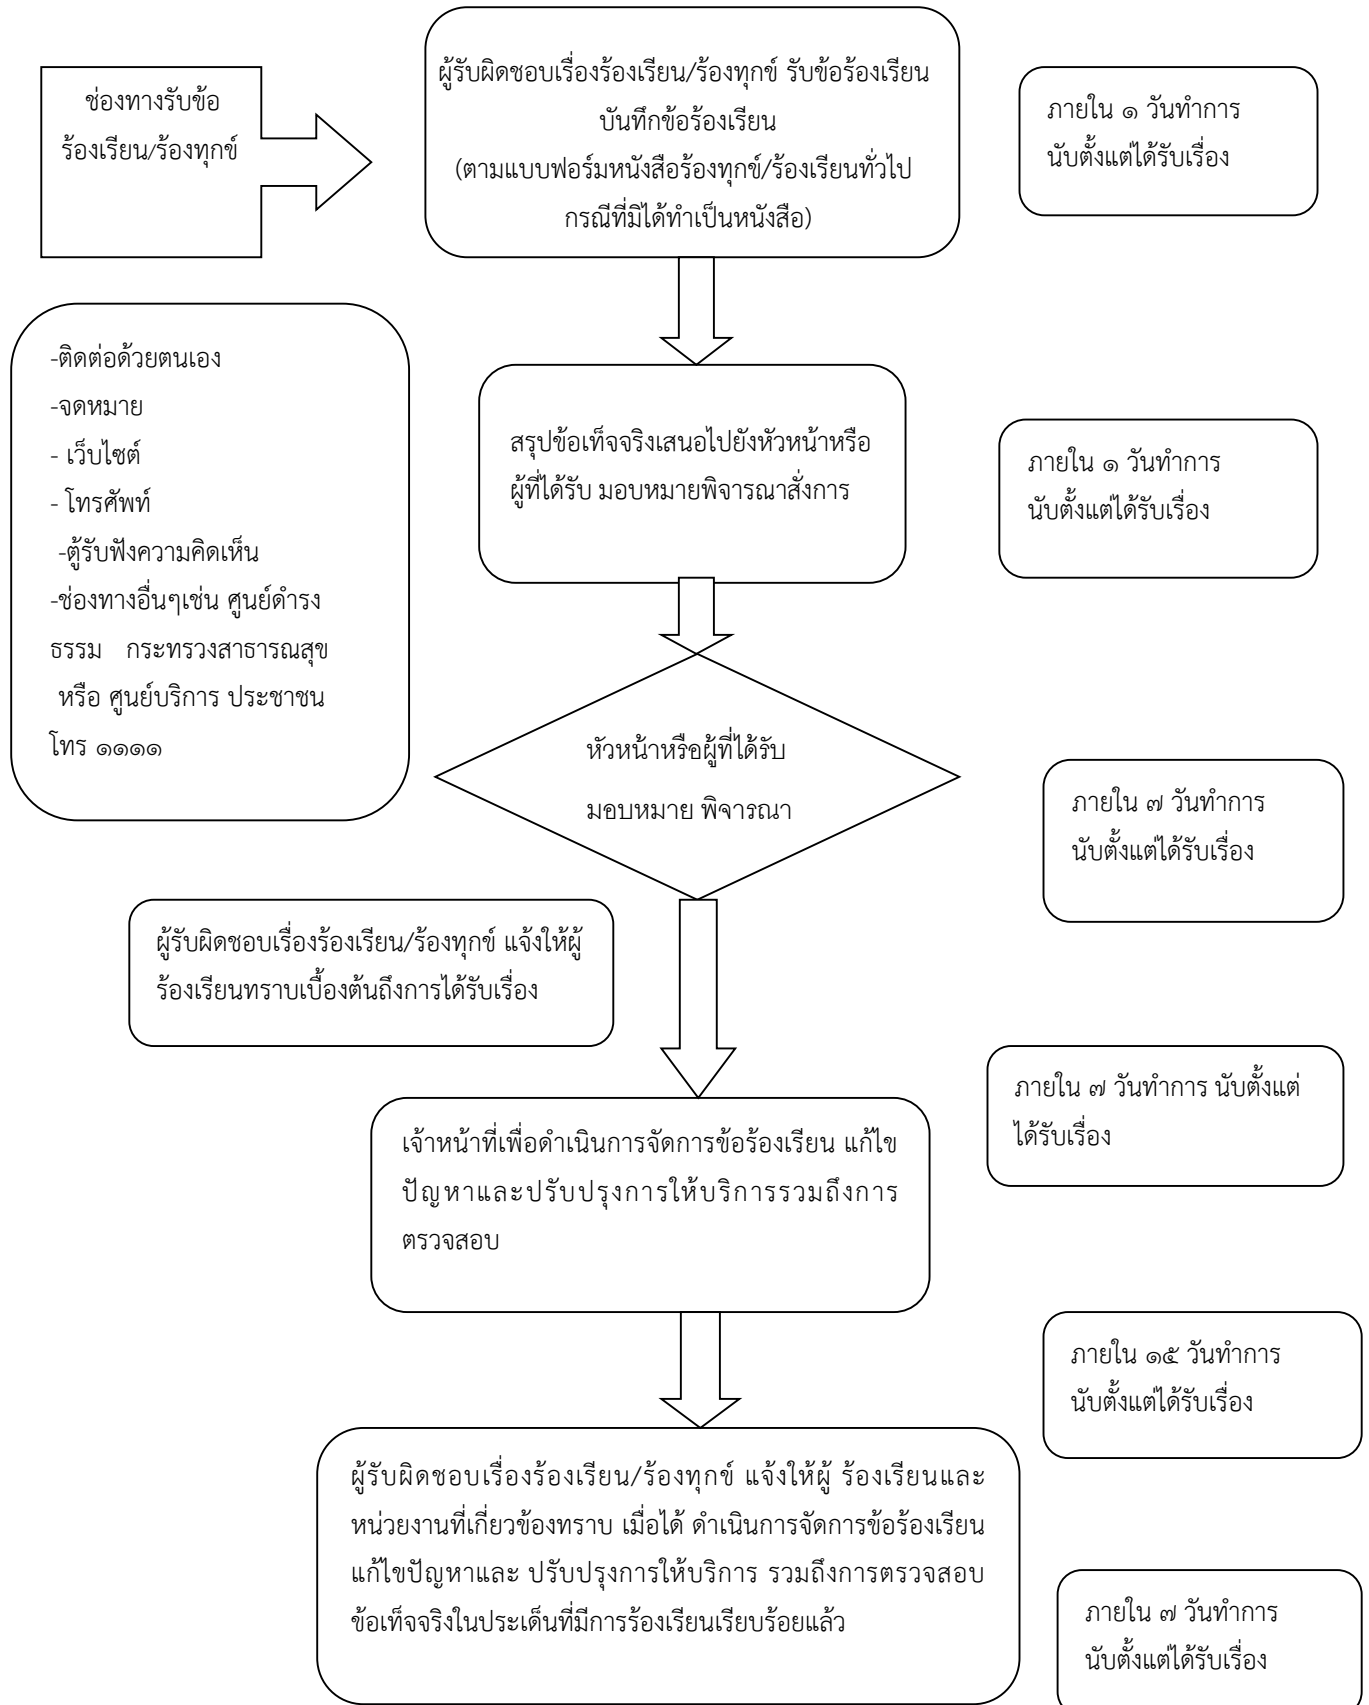 ช่องทางรับข้อ
ร้องเรียน/ร้องทุกข์
ผู้รับผิดชอบเรื่องร้องเรียน/ร้องทุกข์ รับข้อร้องเรียน
บันทึกข้อร้องเรียน
(ตามแบบฟอร์มหนังสือร้องทุกข์/ร้องเรียนทั่วไป
กรณีที่มิได้ทำเป็นหนังสือ)
ภายใน ๑ วันทำการ
นับตั้งแต่ได้รับเรื่อง
-ติดต่อด้วยตนเอง
-จดหมาย
- เว็บไซต์
- โทรศัพท์
-ตู้รับฟังความคิดเห็น
-ช่องทางอื่นๆเช่น ศูนย์ดำรง
ธรรม กระทรวงสาธารณสุข
หรือ ศูนย์บริการ ประชาชน
โทร ๑๑๑๑
สรุปข้อเท็จจริงเสนอไปยังหัวหน้าหรือ
ผู้ที่ได้รับ มอบหมายพิจารณาสั่งการ
ภายใน ๑ วันทำการ
นับตั้งแต่ได้รับเรื่อง
หัวหน้าหรือผู้ที่ได้รับ
มอบหมาย พิจารณา
ภายใน ๗ วันทำการ
นับตั้งแต่ได้รับเรื่อง
ผู้รับผิดชอบเรื่องร้องเรียน/ร้องทุกข์ แจ้งให้ผู้
ร้องเรียนทราบเบื้องต้นถึงการได้รับเรื่อง
ภายใน ๗ วันทำการ นับตั้งแต่
ได้รับเรื่อง
เจ้าหน้าที่เพื่อดำเนินการจัดการข้อร้องเรียน แก้ไข
ปัญหาและปรับปรุงการให้บริการรวมถึงการ
ตรวจสอบ
ภายใน ๑๕ วันทำการ
นับตั้งแต่ได้รับเรื่อง
ผู้รับผิดชอบเรื่องร้องเรียน/ร้องทุกข์ แจ้งให้ผู้ ร้องเรียนและ
หน่วยงานที่เกี่ยวข้องทราบ เมื่อได้ ดำเนินการจัดการข้อร้องเรียน
แก้ไขปัญหาและ ปรับปรุงการให้บริการ รวมถึงการตรวจสอบ
ข้อเท็จจริงในประเด็นที่มีการร้องเรียนเรียบร้อยแล้ว
ภายใน ๗ วันทำการ
นับตั้งแต่ได้รับเรื่อง